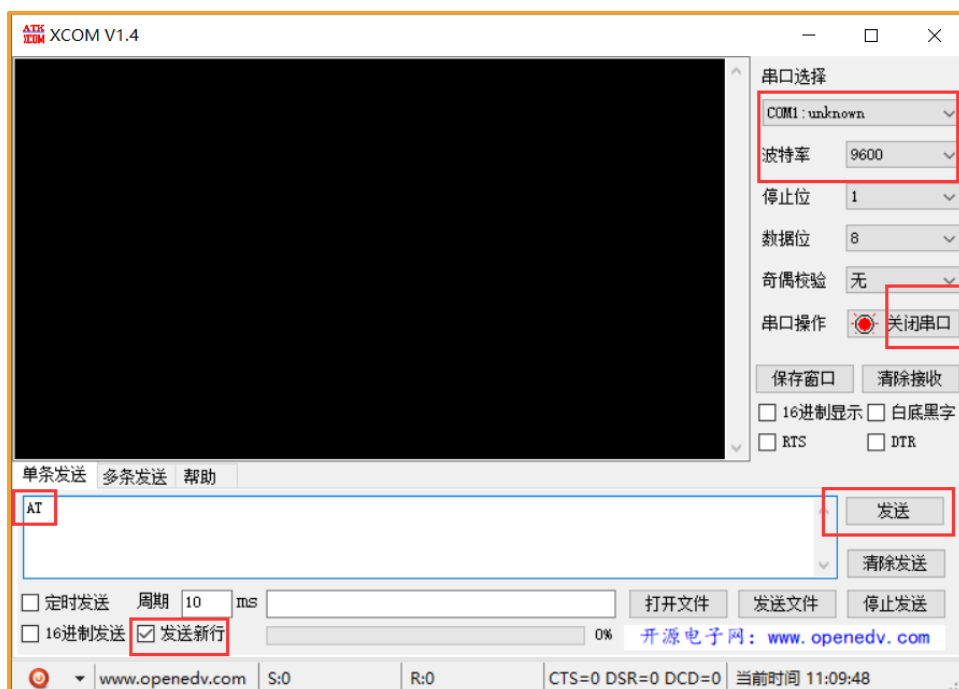 ATK XCOM XCOM V1.4
串口选择
COM1:unknown
波特率 9600
停止位 1
数据位 8
奇偶校验 无
串口操作 关闭串口
保存窗口 清除接收
16进制显示 白底黑字
RTS DTR
单条发送 多条发送 帮助
AT
发送
清除发送
定时发送 周期 10 ms 打开文件 发送文件 停止发送
16进制发送 发送新行 0% 开源电子网：www.openedv.com
www.openedv.com S:0 R:0 CTS=0 DSR=0 DCD=0 当前时间 11:09:48